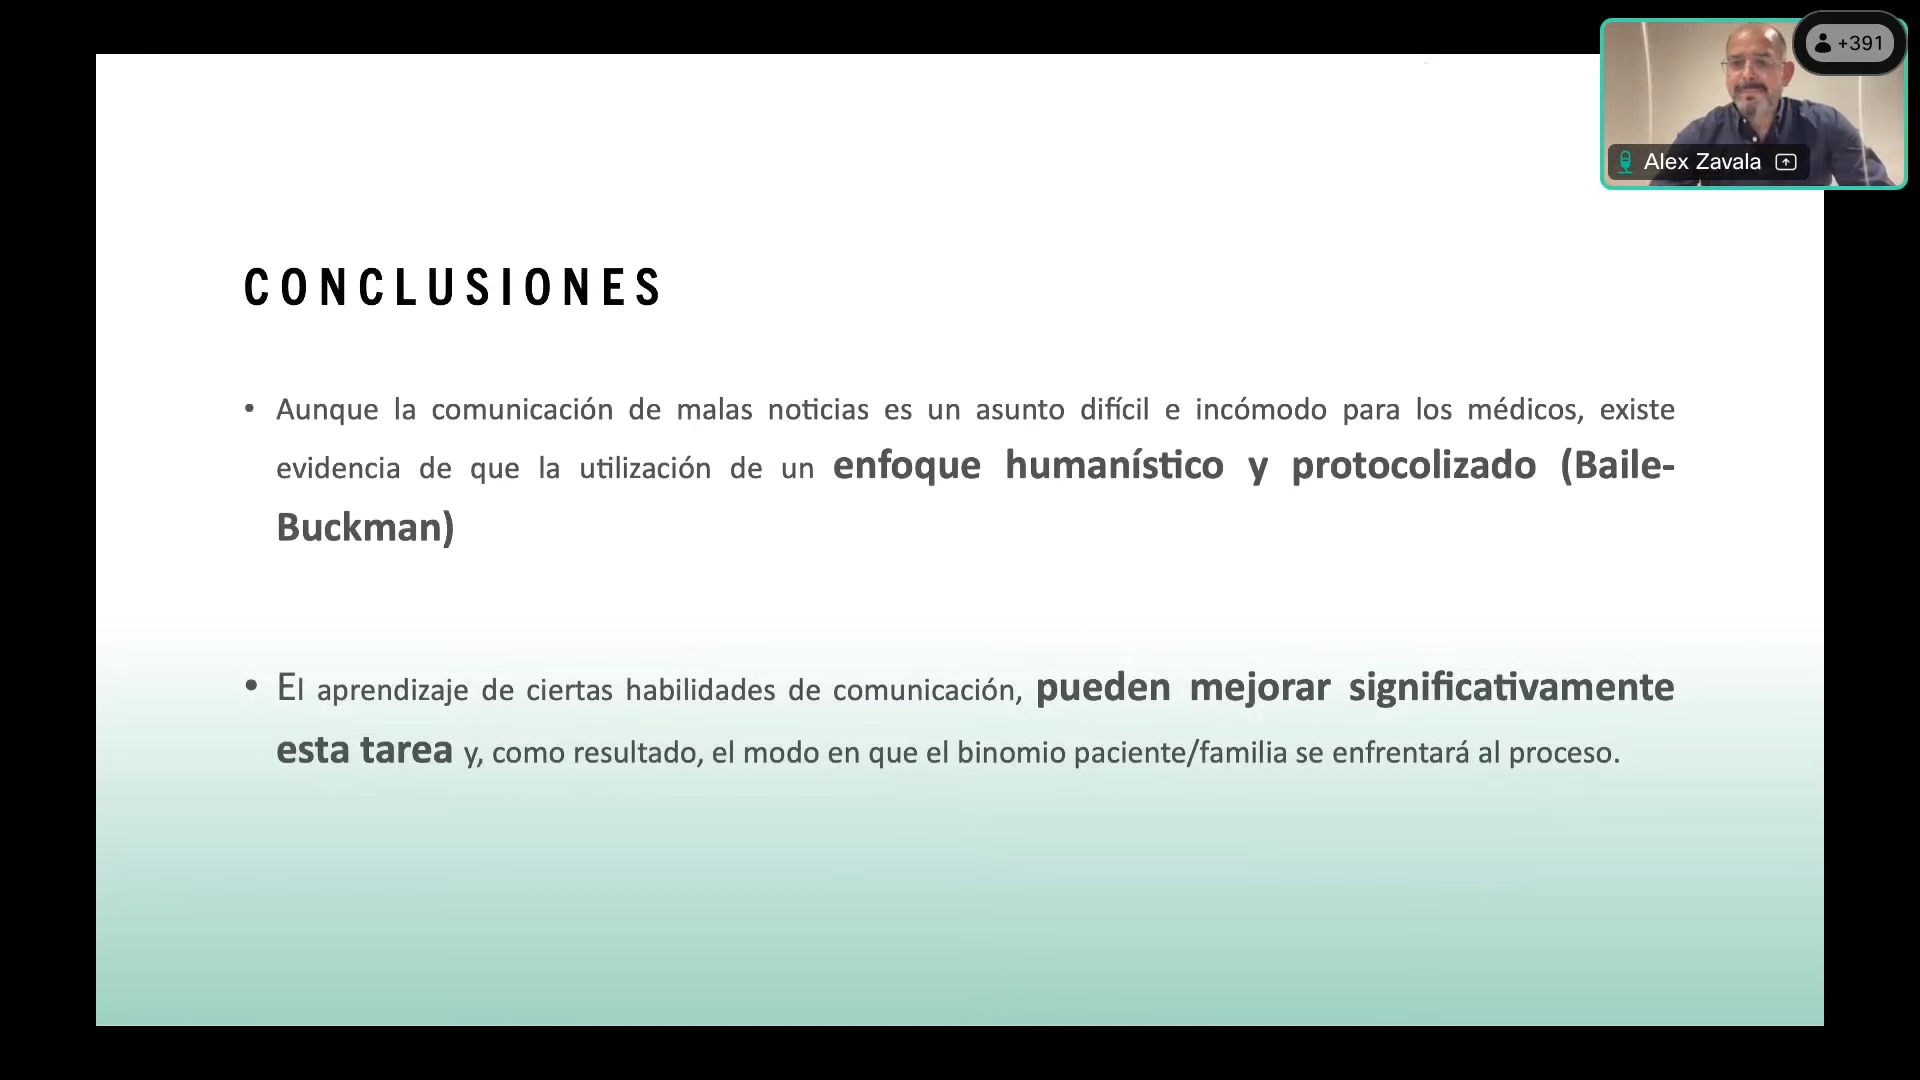 +391
Alex Zavala
CONCLUSIONES
• Aunque la comunicación de malas noticias es un asunto difícil e incómodo para los médicos, existe
evidencia de que la utilización de un enfoque humanístico y protocolizado (Baile-
Buckman)
• El aprendizaje de ciertas habilidades de comunicación, pueden mejorar significativamente
esta tarea y, como resultado, el modo en que el binomio paciente/familia se enfrentará al proceso.